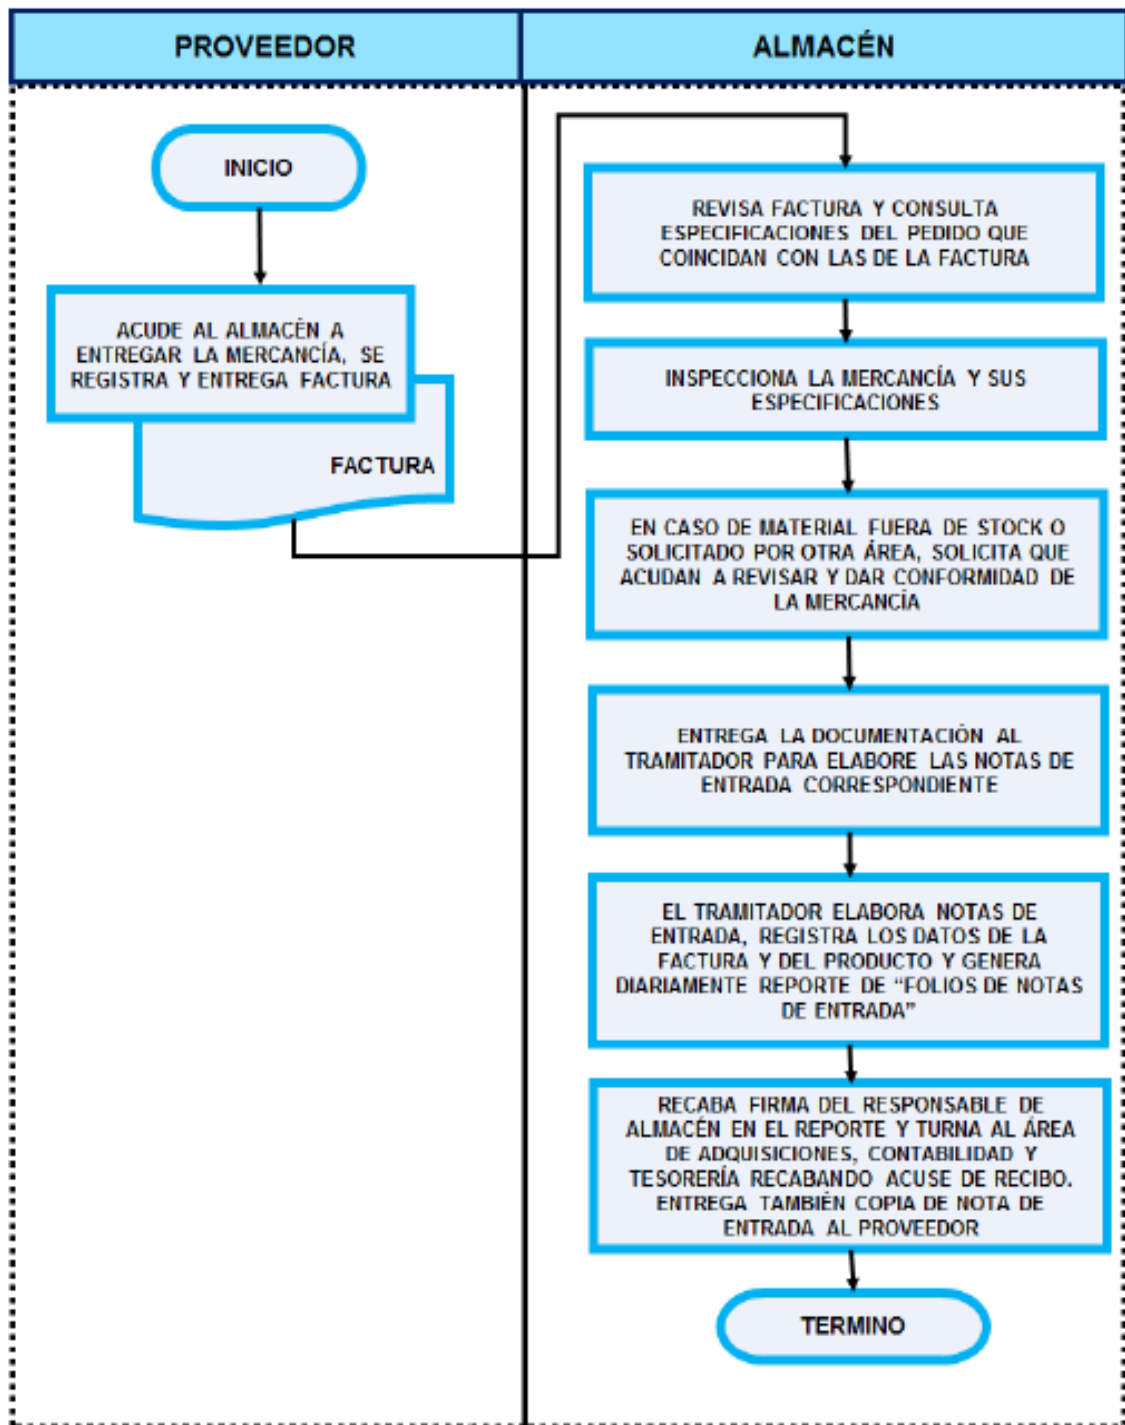 PROVEEDOR
ALMACÉN
INICIO
ACUDE AL ALMACÉN A
ENTREGAR LA MERCANCÍA, SE
REGISTRA Y ENTREGA FACTURA
FACTURA
REVISA FACTURA Y CONSULTA
ESPECIFICACIONES DEL PEDIDO QUE
COINCIDAN CON LAS DE LA FACTURA
INSPECCIONA LA MERCANCÍA Y SUS
ESPECIFICACIONES
EN CASO DE MATERIAL FUERA DE STOCK O
SOLICITADO POR OTRA ÁREA, SOLICITA QUE
ACUDAN A REVISAR Y DAR CONFORMIDAD DE
LA MERCANCÍA
ENTREGA LA DOCUMENTACIÓN AL
TRAMITADOR PARA ELABORE LAS NOTAS DE
ENTRADA CORRESPONDIENTE
EL TRAMITADOR ELABORA NOTAS DE
ENTRADA, REGISTRA LOS DATOS DE LA
FACTURA Y DEL PRODUCTO Y GENERA
DIARIAMENTE REPORTE DE “FOLIOS DE NOTAS
DE ENTRADA”
RECABA FIRMA DEL RESPONSABLE DE
ALMACÉN EN EL REPORTE Y TURNA AL ÁREA
DE ADQUISICIONES, CONTABILIDAD Y
TESORERÍA RECABANDO ACUSE DE RECIBO.
ENTREGA TAMBIÉN COPIA DE NOTA DE
ENTRADA AL PROVEEDOR
TERMINO